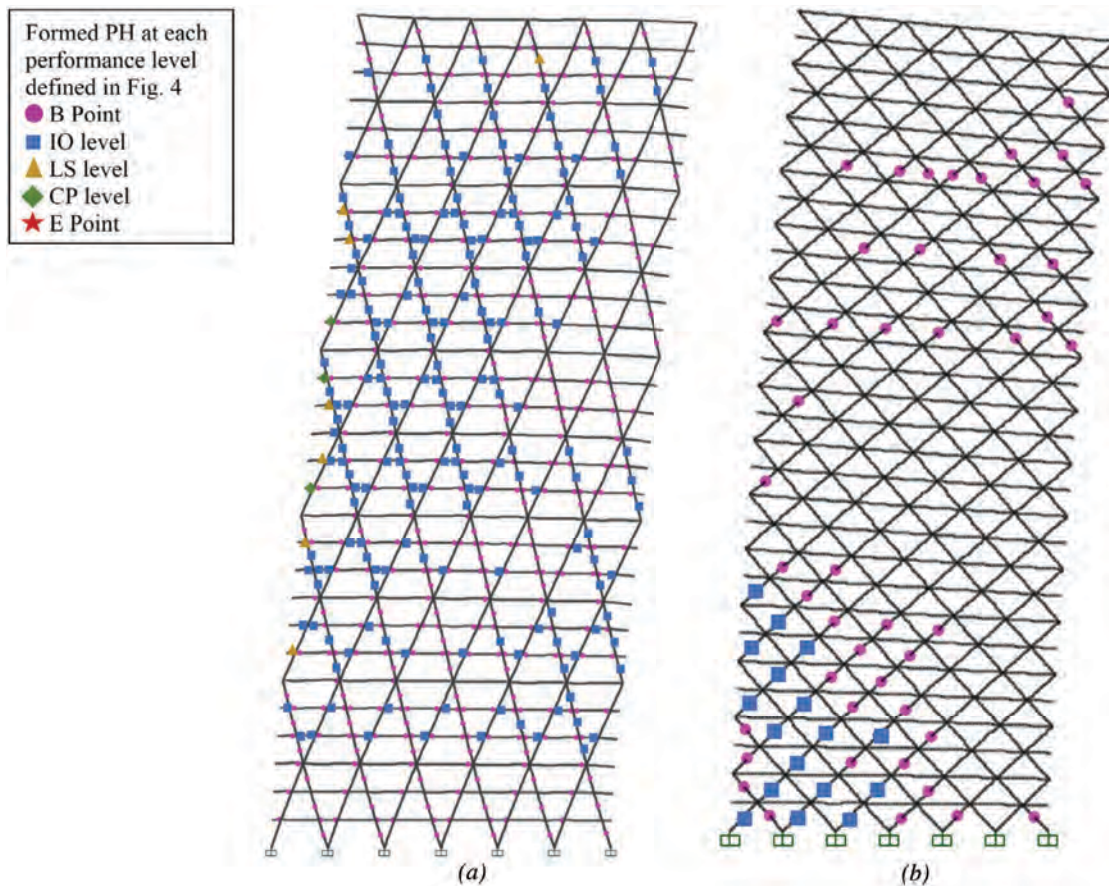 Formed PH at each
performance level
defined in Fig. 4
B Point
IO level
LS level
CP level
E Point
(a)
(b)